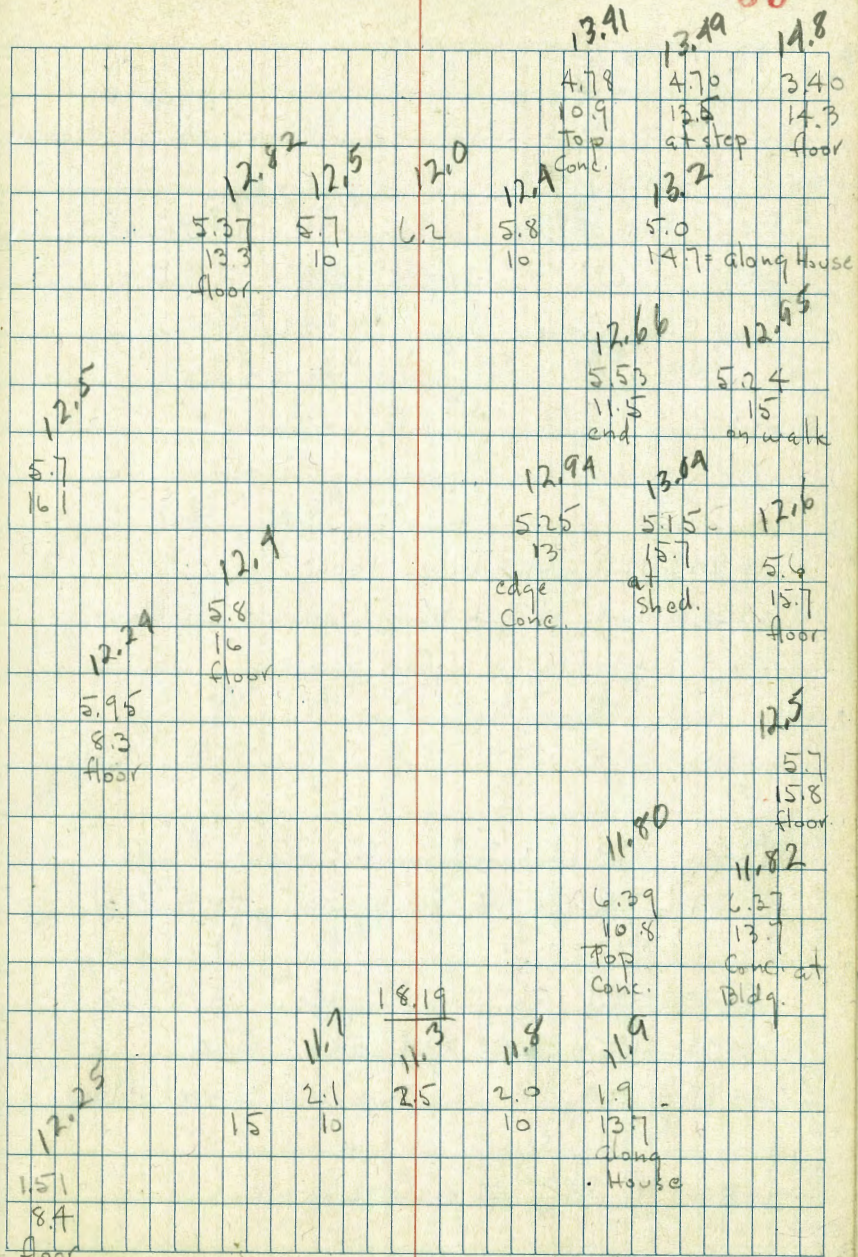 13.41 13.49 14.8
4.78 4.70 3.40
10.9 14.3
Top at step floor
Conc.
12.82 12.5 12.0 12.4 13.2
5.37 5.7 6.2 5.8 5.0
13.3 10 10 14.7 = along House
floor
12.66 12.95
5.53 5.24
11.5 15
end on walk
12.5
5.7
16.1
12.94 13.04 12.6
5.25 5.15 5.6
13 15.7 15.7
edge at floor
Conc. shed.
12.4
5.8
16
floor
12.24
5.95
8.3
floor
12.5
5.7
15.8
floor
11.80 11.82
6.39 6.37
10.8 13.7
Top Conc. at
Conc. Bldg.
18.19
11.7 11.3 11.8 11.9
2.1 2.5 2.0 1.9
15 10 10 13.7
along
House
12.25
1.51
8.4
floor